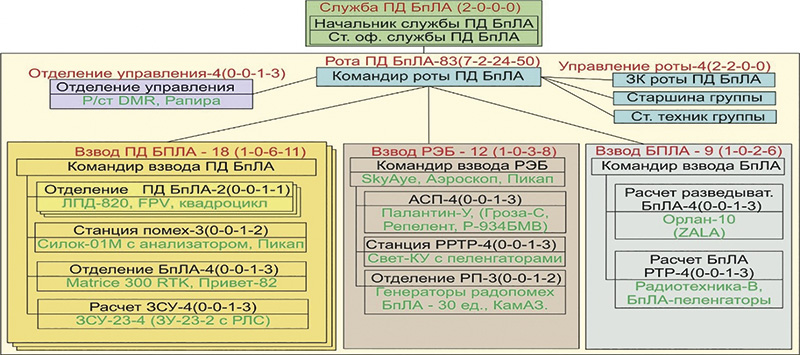 Служба ПД БпЛА (2-0-0-0)
Начальник службы ПД БпЛА
Ст. оф. службы ПД БпЛА
Рота ПД БпЛА-83(7-2-24-50)
Командир роты ПД БпЛА
Отделение управления-4(0-0-1-3)
Отделение управления
Р/ст DMR, Рапира
Управление роты-4(2-2-0-0)
ЗК роты ПД БпЛА
Старшина группы
Ст. техник группы
Взвод ПД БПЛА - 18 (1-0-6-11)
Командир взвода ПД БпЛА
Отделение ПД БпЛА-2(0-0-1-1)
ЛПД-820, FPV, квадроцикл
Станция помех-3(0-0-1-2)
Силок-01М с анализатором, Пикап
Отделение БпЛА-4(0-0-1-3)
Matrice 300 RTK, Привет-82
Расчет ЗСУ-4(0-0-1-3)
ЗСУ-23-4 (ЗУ-23-2 с РЛС)
Взвод РЭБ - 12 (1-0-3-8)
Командир взвода РЭБ
SkyAye, Аэроскоп, Пикап
АСП-4(0-0-1-3)
Палантин-У, (Гроза-С,
Репелент, Р-934БМВ)
Станция РРТР-4(0-0-1-3)
Свет-КУ с пеленгаторами
Отделение РП-3(0-0-1-2)
Генераторы радопомех
БпЛА - 30 ед., КамАЗ.
Взвод БПЛА - 9 (1-0-2-6)
Командир взвода БпЛА
Расчет разведыват.
БпЛА-4(0-0-1-3)
Орлан-10
(ZALA)
Расчет БпЛА
РТР-4(0-0-1-3)
Радиотехника-В,
БпЛА-пеленгаторы